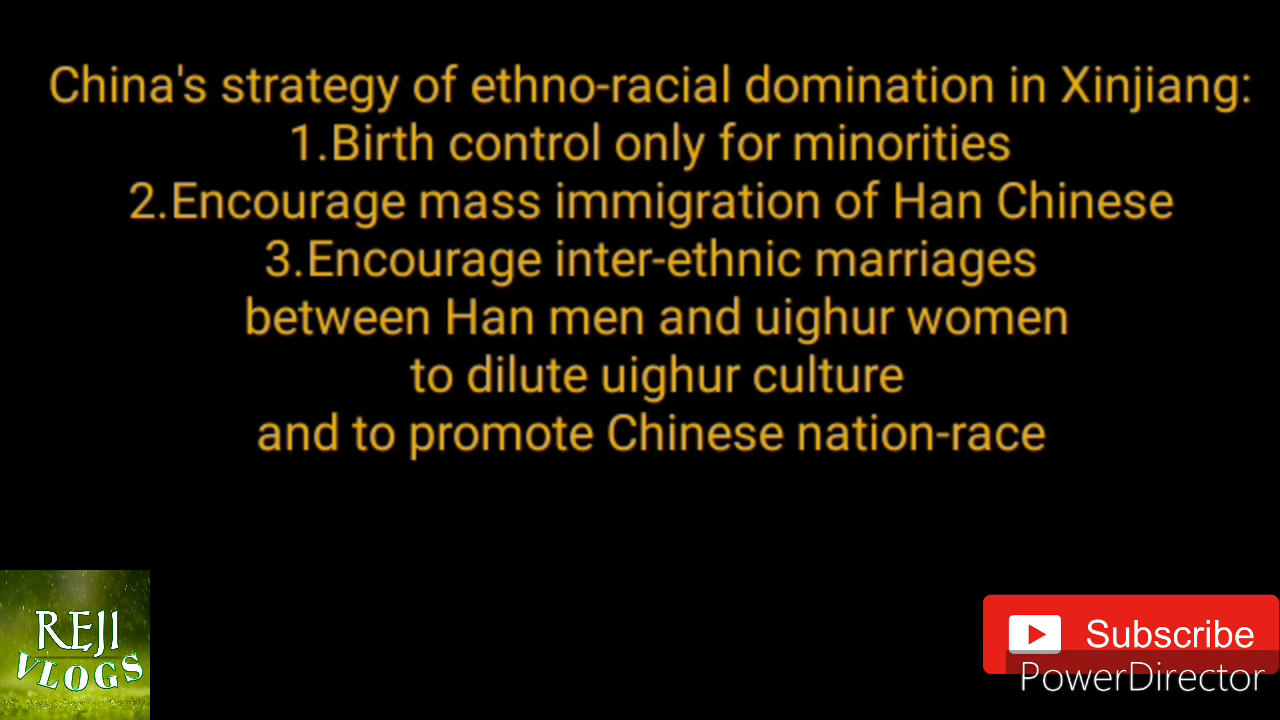 China's strategy of ethno-racial domination in Xinjiang:
1.Birth control only for minorities
2.Encourage mass immigration of Han Chinese
3.Encourage inter-ethnic marriages
between Han men and uighur women
to dilute uighur culture
and to promote Chinese nation-race
REJI
VLOGS
Subscribe
PowerDirector